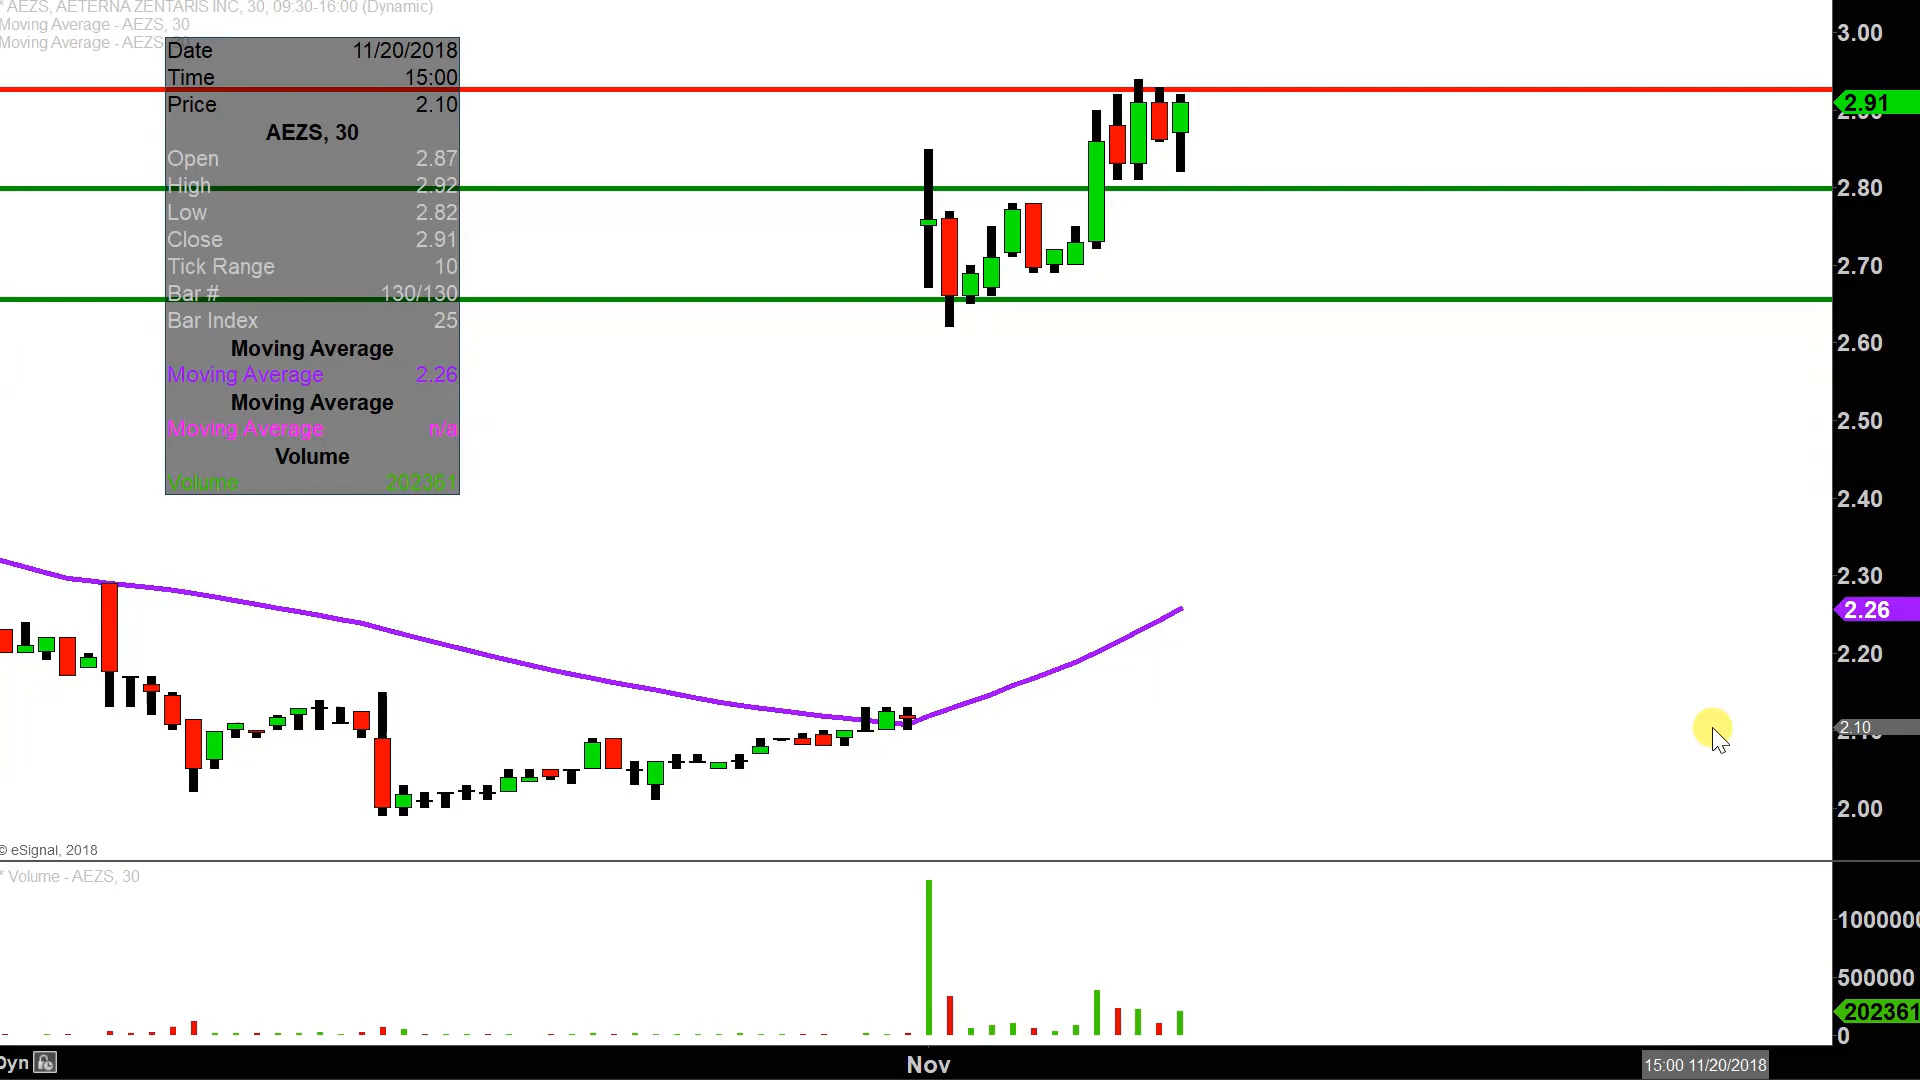 * AEZS, AETERNA ZENTARIS INC, 30, 09:30-16:00 (Dynamic)
Moving Average - AEZS, 30
Moving Average - AEZS, 30
Date 11/20/2018
Time 15:00
Price 2.10
AEZS, 30
Open 2.87
High 2.92
Low 2.82
Close 2.91
Tick Range 10
Bar # 130/130
Bar Index 25
Moving Average
Moving Average 2.26
Moving Average
Moving Average n/a
Volume
Volume 202361
3.00
2.91
2.80
2.70
2.60
2.50
2.40
2.30
2.26
2.20
2.10
2.00
© eSignal, 2018
* Volume - AEZS, 30
1000000
500000
202361
0
Dyn
Nov
15:00 11/20/2018